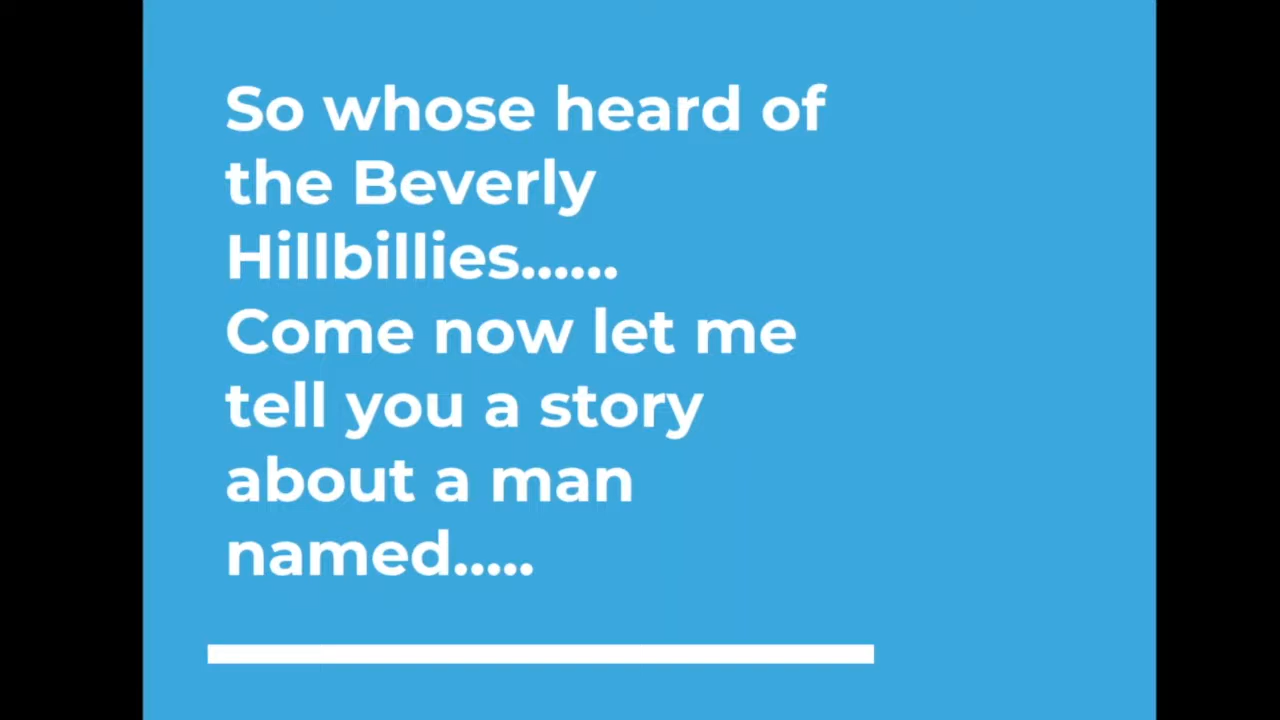 So whose heard of
the Beverly
Hillbillies......
Come now let me
tell you a story
about a man
named.....